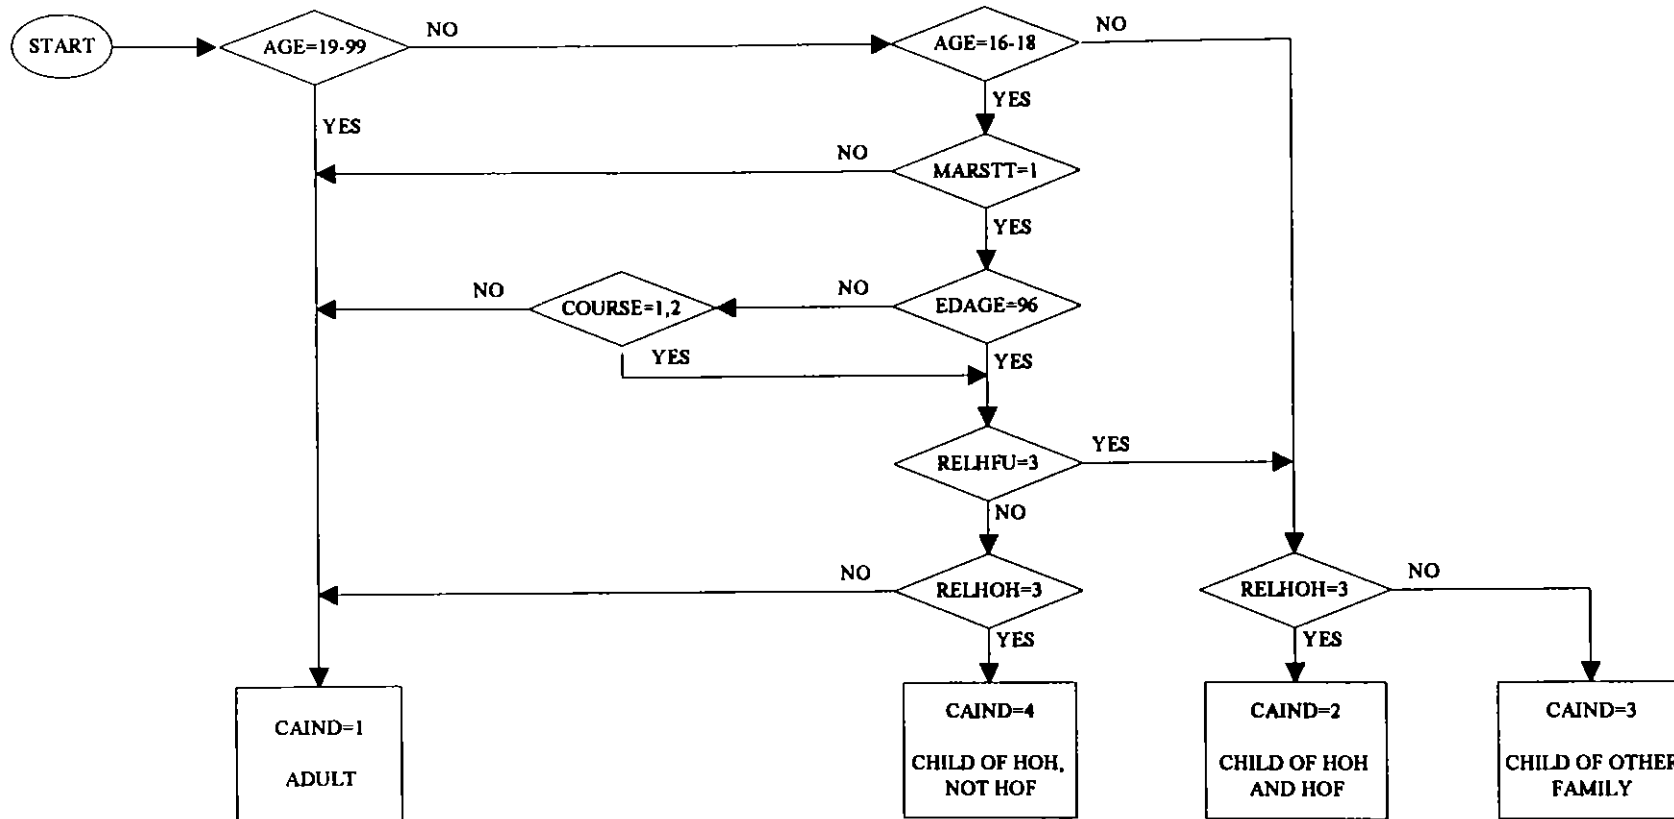 START
AGE=19-99
NO
AGE=16-18
NO
YES
YES
NO
MARSTT=1
YES
NO
COURSE=1,2
NO
EDAGE=96
YES
YES
RELHFU=3
YES
NO
NO
RELHOH=3
RELHOH=3
NO
YES
YES
CAIND=1
ADULT
CAIND=4
CHILD OF HOH,
NOT HOF
CAIND=2
CHILD OF HOH
AND HOF
CAIND=3
CHILD OF OTHER
FAMILY